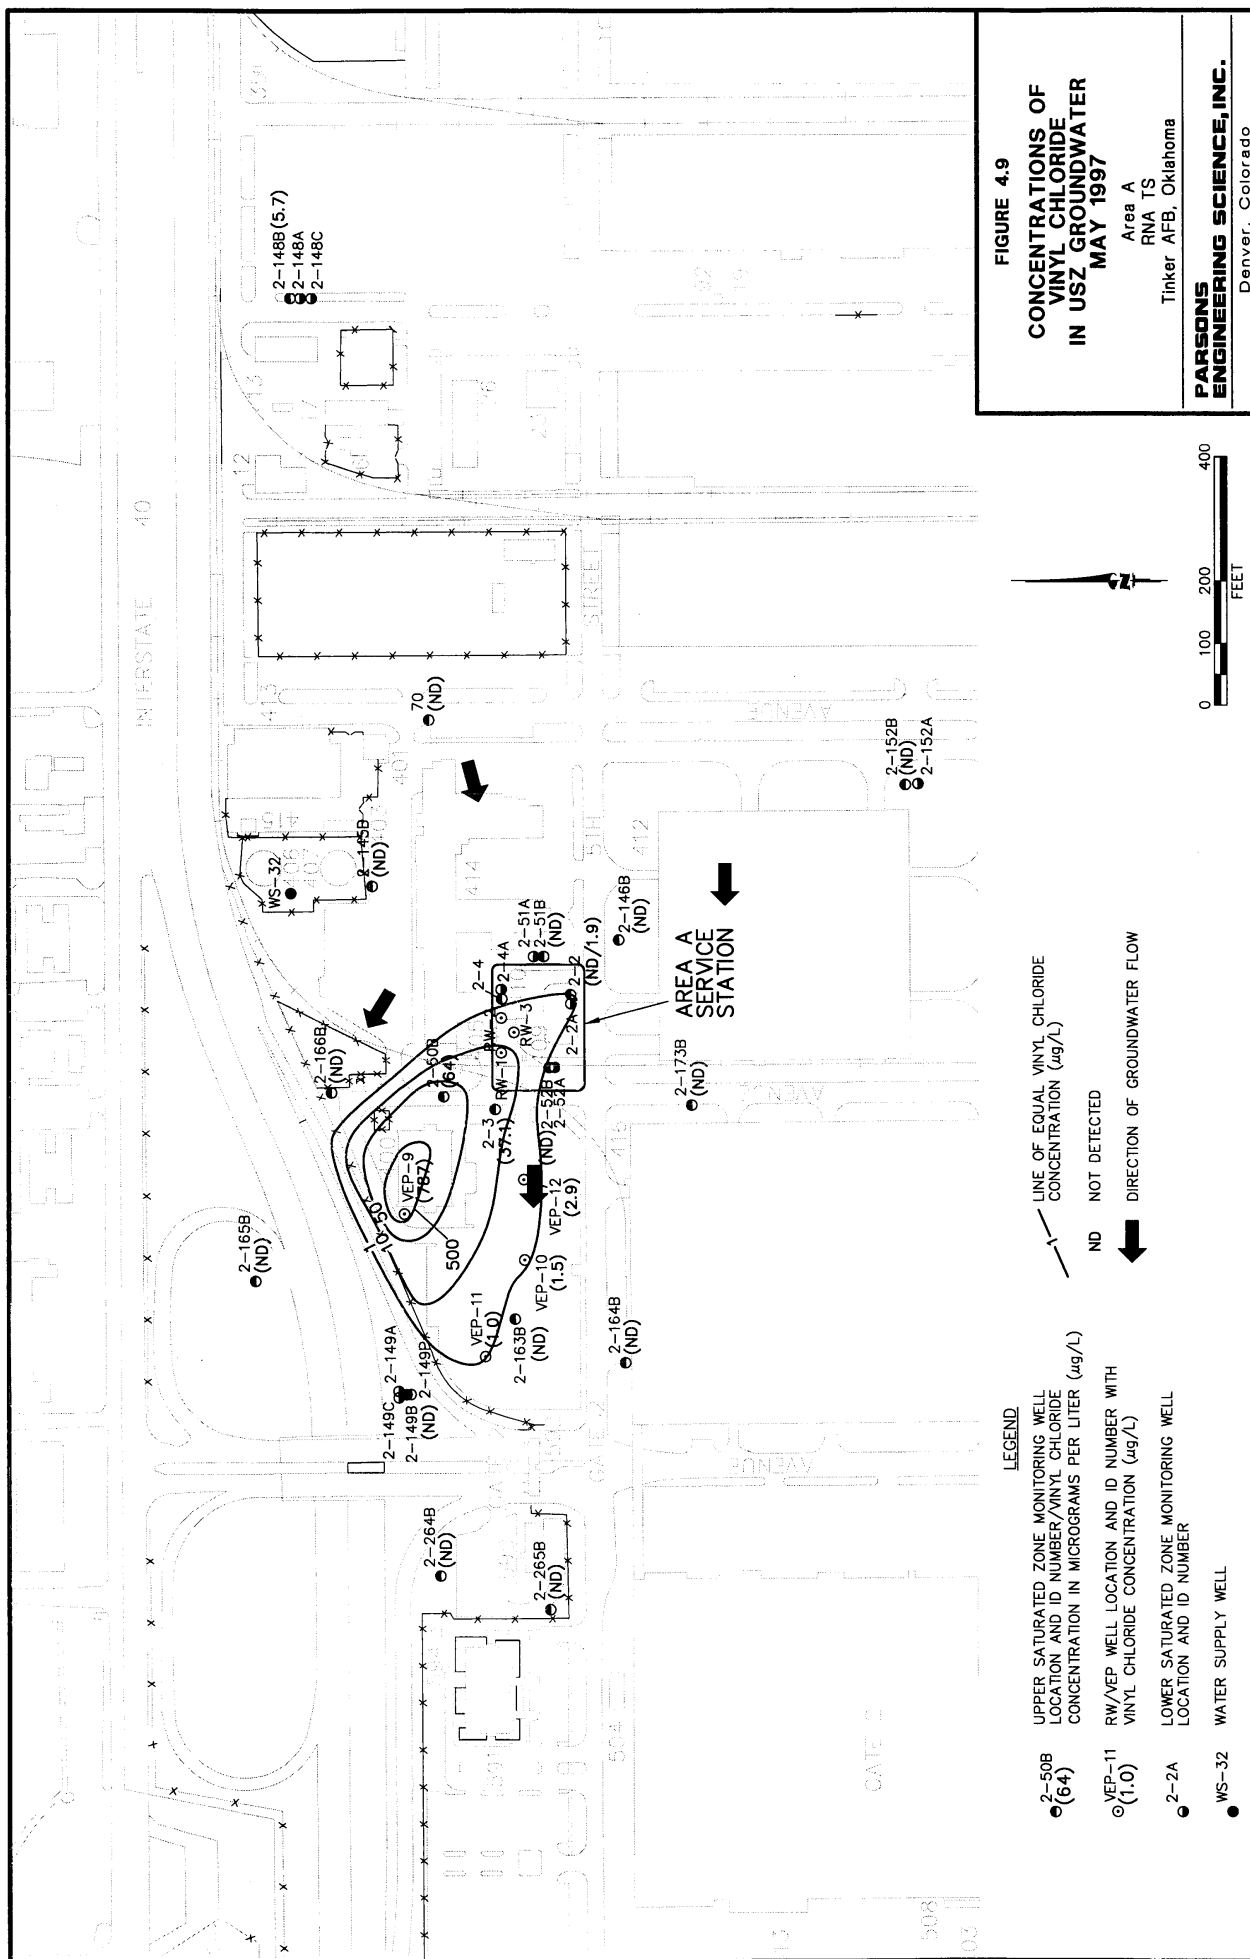 INTERSTATE 40
2-148B (5.7)
2-148A
2-148C
WS-32
2-145B
(ND)
70
(ND)
2-166B
(ND)
2-165B
(ND)
2-149A
2-149C
2-149B
(ND)
2-264B
(ND)
2-265B
(ND)
1
10
50
500
VEP-9
(787)
2-50B
(64)
2-3
(37.1)
RW-1
RW-3
2-4
2-4A
2-51A
2-51B
(ND)
2-2
(ND/1.9)
2-2A
2-52B
(ND)
2-52A
VEP-12
(2.9)
VEP-10
(1.5)
VEP-11
(1.0)
2-163B
(ND)
2-164B
(ND)
2-173B
(ND)
2-146B
(ND)
2-152B
(ND)
2-152A
AREA A
SERVICE
STATION
STREET
AVENUE
AVENUE
AVENUE
12
13
413
415
401
414
412
416
504
508
LEGEND
2-50B
(64)
UPPER SATURATED ZONE MONITORING WELL
LOCATION AND ID NUMBER/VINYL CHLORIDE
CONCENTRATION IN MICROGRAMS PER LITER (µg/L)
VEP-11
(1.0)
RW/VEP WELL LOCATION AND ID NUMBER WITH
VINYL CHLORIDE CONCENTRATION (µg/L)
2-2A
LOWER SATURATED ZONE MONITORING WELL
LOCATION AND ID NUMBER
WS-32
WATER SUPPLY WELL
1
LINE OF EQUAL VINYL CHLORIDE
CONCENTRATION (µg/L)
ND
NOT DETECTED
DIRECTION OF GROUNDWATER FLOW
N
0 100 200 400
FEET
FIGURE 4.9
CONCENTRATIONS OF
VINYL CHLORIDE
IN USZ GROUNDWATER
MAY 1997
Area A
RNA TS
Tinker AFB, Oklahoma
PARSONS
ENGINEERING SCIENCE, INC.
Denver, Colorado